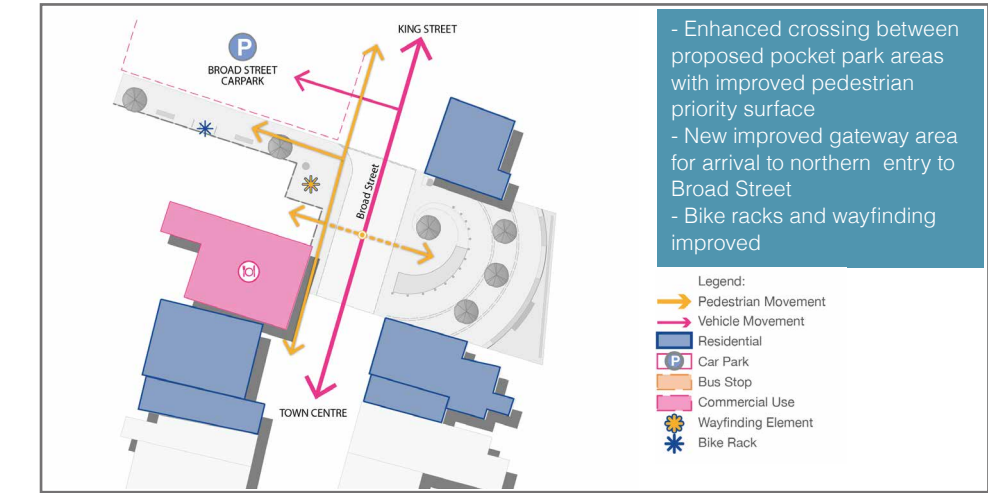 KING STREET
P
BROAD STREET
CARPARK
Broad Street
TOWN CENTRE
- Enhanced crossing between
proposed pocket park areas
with improved pedestrian
priority surface
- New improved gateway area
for arrival to northern  entry to
Broad Street
- Bike racks and wayfinding
improved
Legend:
Pedestrian Movement
Vehicle Movement
Residential
P Car Park
Bus Stop
Commercial Use
Wayfinding Element
Bike Rack